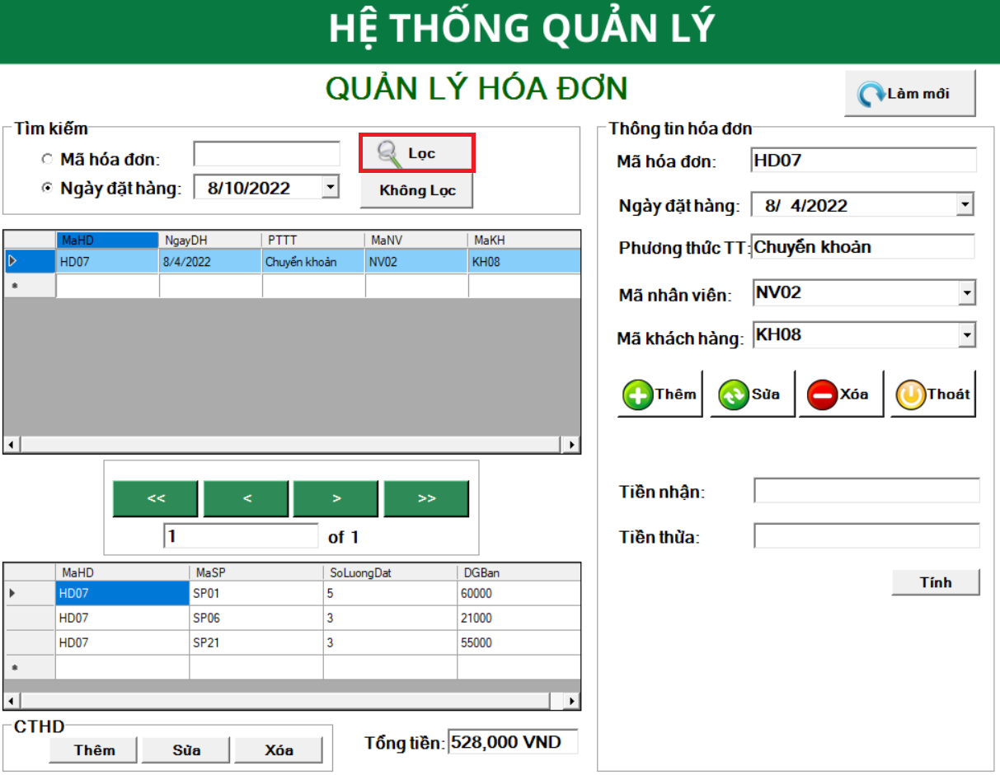 HỆ THỐNG QUẢN LÝ
QUẢN LÝ HÓA ĐƠN
Làm mới
Tìm kiếm
Mã hóa đơn:
Lọc
Ngày đặt hàng: 8/10/2022
Không Lọc
MaHD NgayDH PTTT MaNV MaKH
HD07 8/4/2022 Chuyển khoản NV02 KH08
*
<< < > >>
1 of 1
MaHD MaSP SoLuongDat DGBan
HD07 SP01 5 60000
HD07 SP06 3 21000
HD07 SP21 3 55000
*
CTHD
Thêm Sửa Xóa
Tổng tiền: 528,000 VND
Thông tin hóa đơn
Mã hóa đơn: HD07
Ngày đặt hàng: 8/ 4/2022
Phương thức TT: Chuyển khoản
Mã nhân viên: NV02
Mã khách hàng: KH08
Thêm Sửa Xóa Thoát
Tiền nhận:
Tiền thừa:
Tính